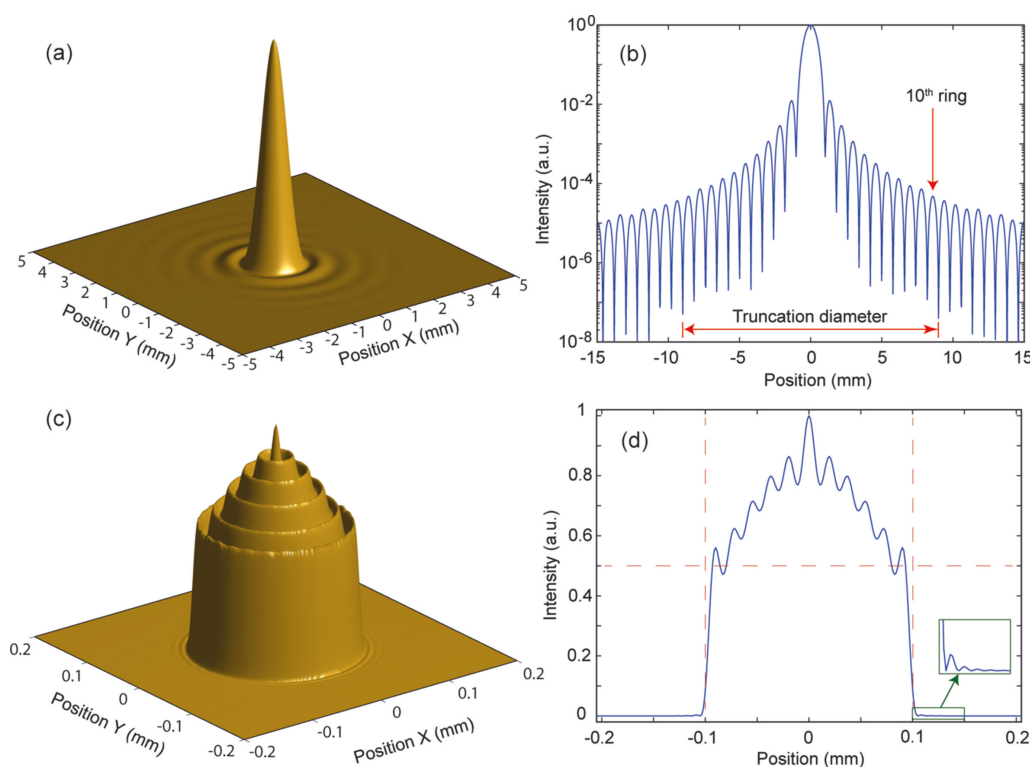 (a)
5
4
3
2
1
0
-1
-2
-3
-4
-5
Position Y (mm)
-5
-4
-3
-2
-1
0
1
2
3
4
5
Position X (mm)
(b)
10^0
10^-2
10^-4
10^-6
10^-8
Intensity (a.u.)
10th ring
Truncation diameter
-15 -10 -5 0 5 10 15
Position (mm)
(c)
0.2
0.1
0
-0.1
-0.2
Position Y (mm)
-0.2
-0.1
0
0.1
0.2
Position X (mm)
(d)
1
0.8
0.6
0.4
0.2
0
Intensity (a.u.)
-0.2 -0.1 0 0.1 0.2
Position (mm)